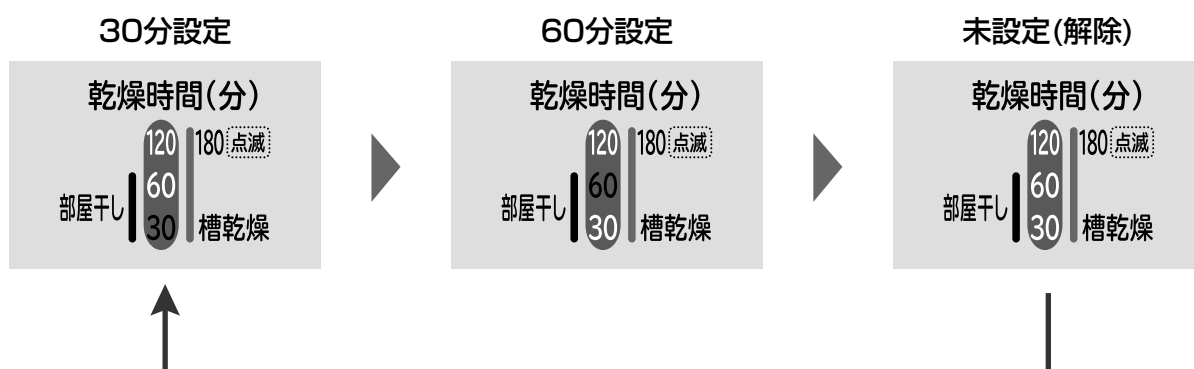 30分設定
乾燥時間(分)
120 180 点滅
60
部屋干し
30 槽乾燥
60分設定
乾燥時間(分)
120 180 点滅
60
部屋干し
30 槽乾燥
未設定(解除)
乾燥時間(分)
120 180 点滅
60
部屋干し
30 槽乾燥